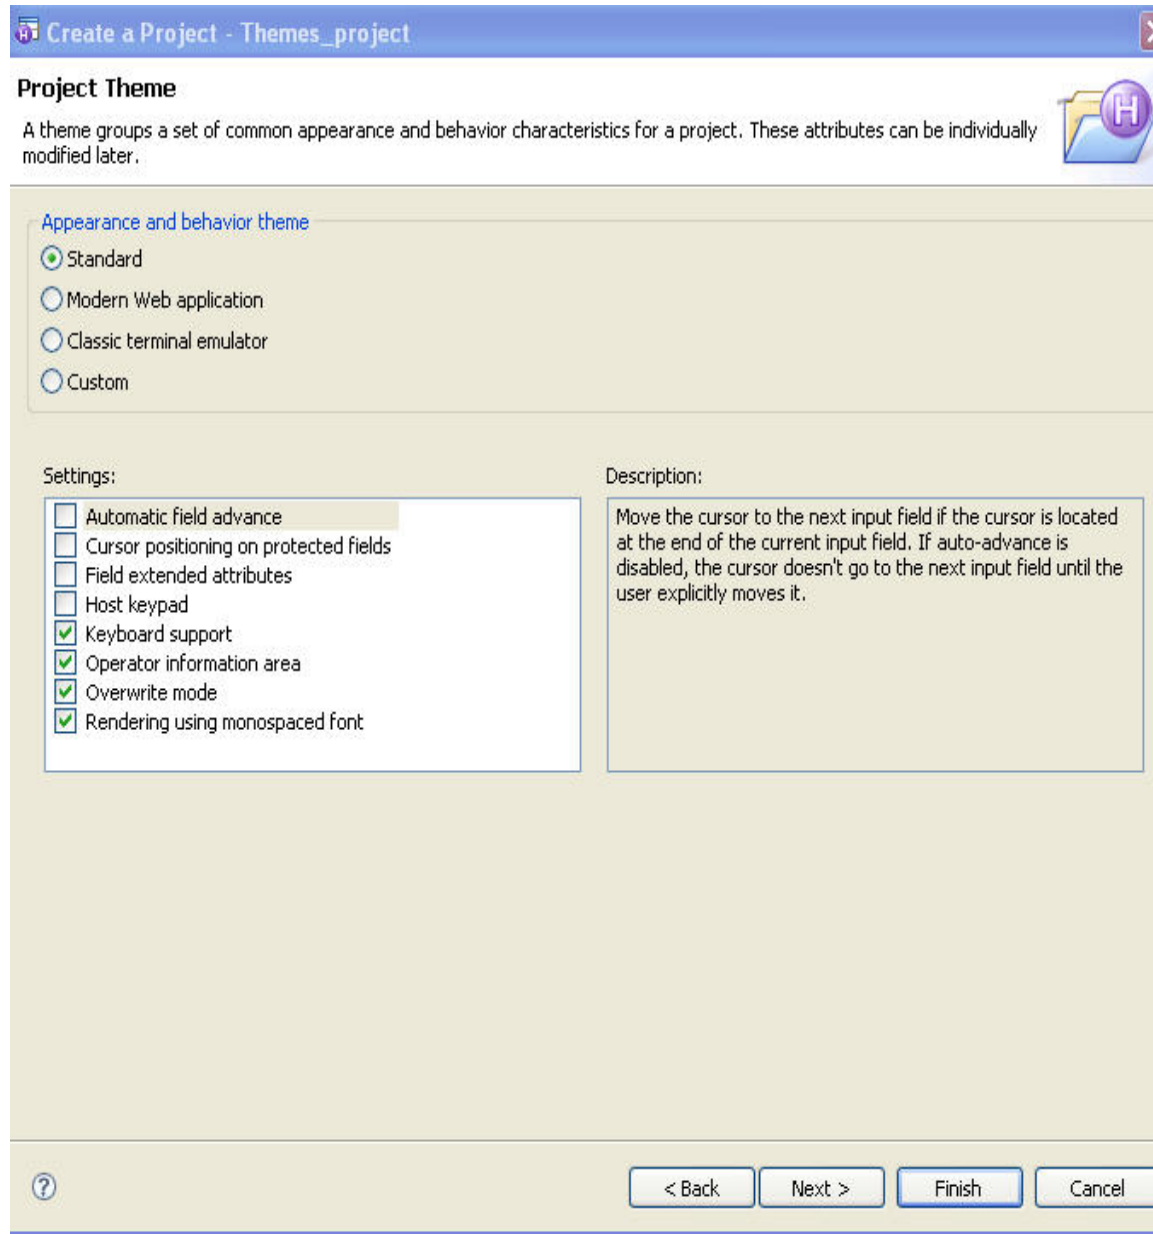 Create a Project - Themes_project
Project Theme
H
A theme groups a set of common appearance and behavior characteristics for a project. These attributes can be individually
modified later.
Appearance and behavior theme
Standard
Modern Web application
Classic terminal emulator
Custom
Settings:
Automatic field advance
Cursor positioning on protected fields
Field extended attributes
Host keypad
Keyboard support
Operator information area
Overwrite mode
Rendering using monospaced font
Description:
Move the cursor to the next input field if the cursor is located
at the end of the current input field. If auto-advance is
disabled, the cursor doesn't go to the next input field until the
user explicitly moves it.
?
< Back
Next >
Finish
Cancel